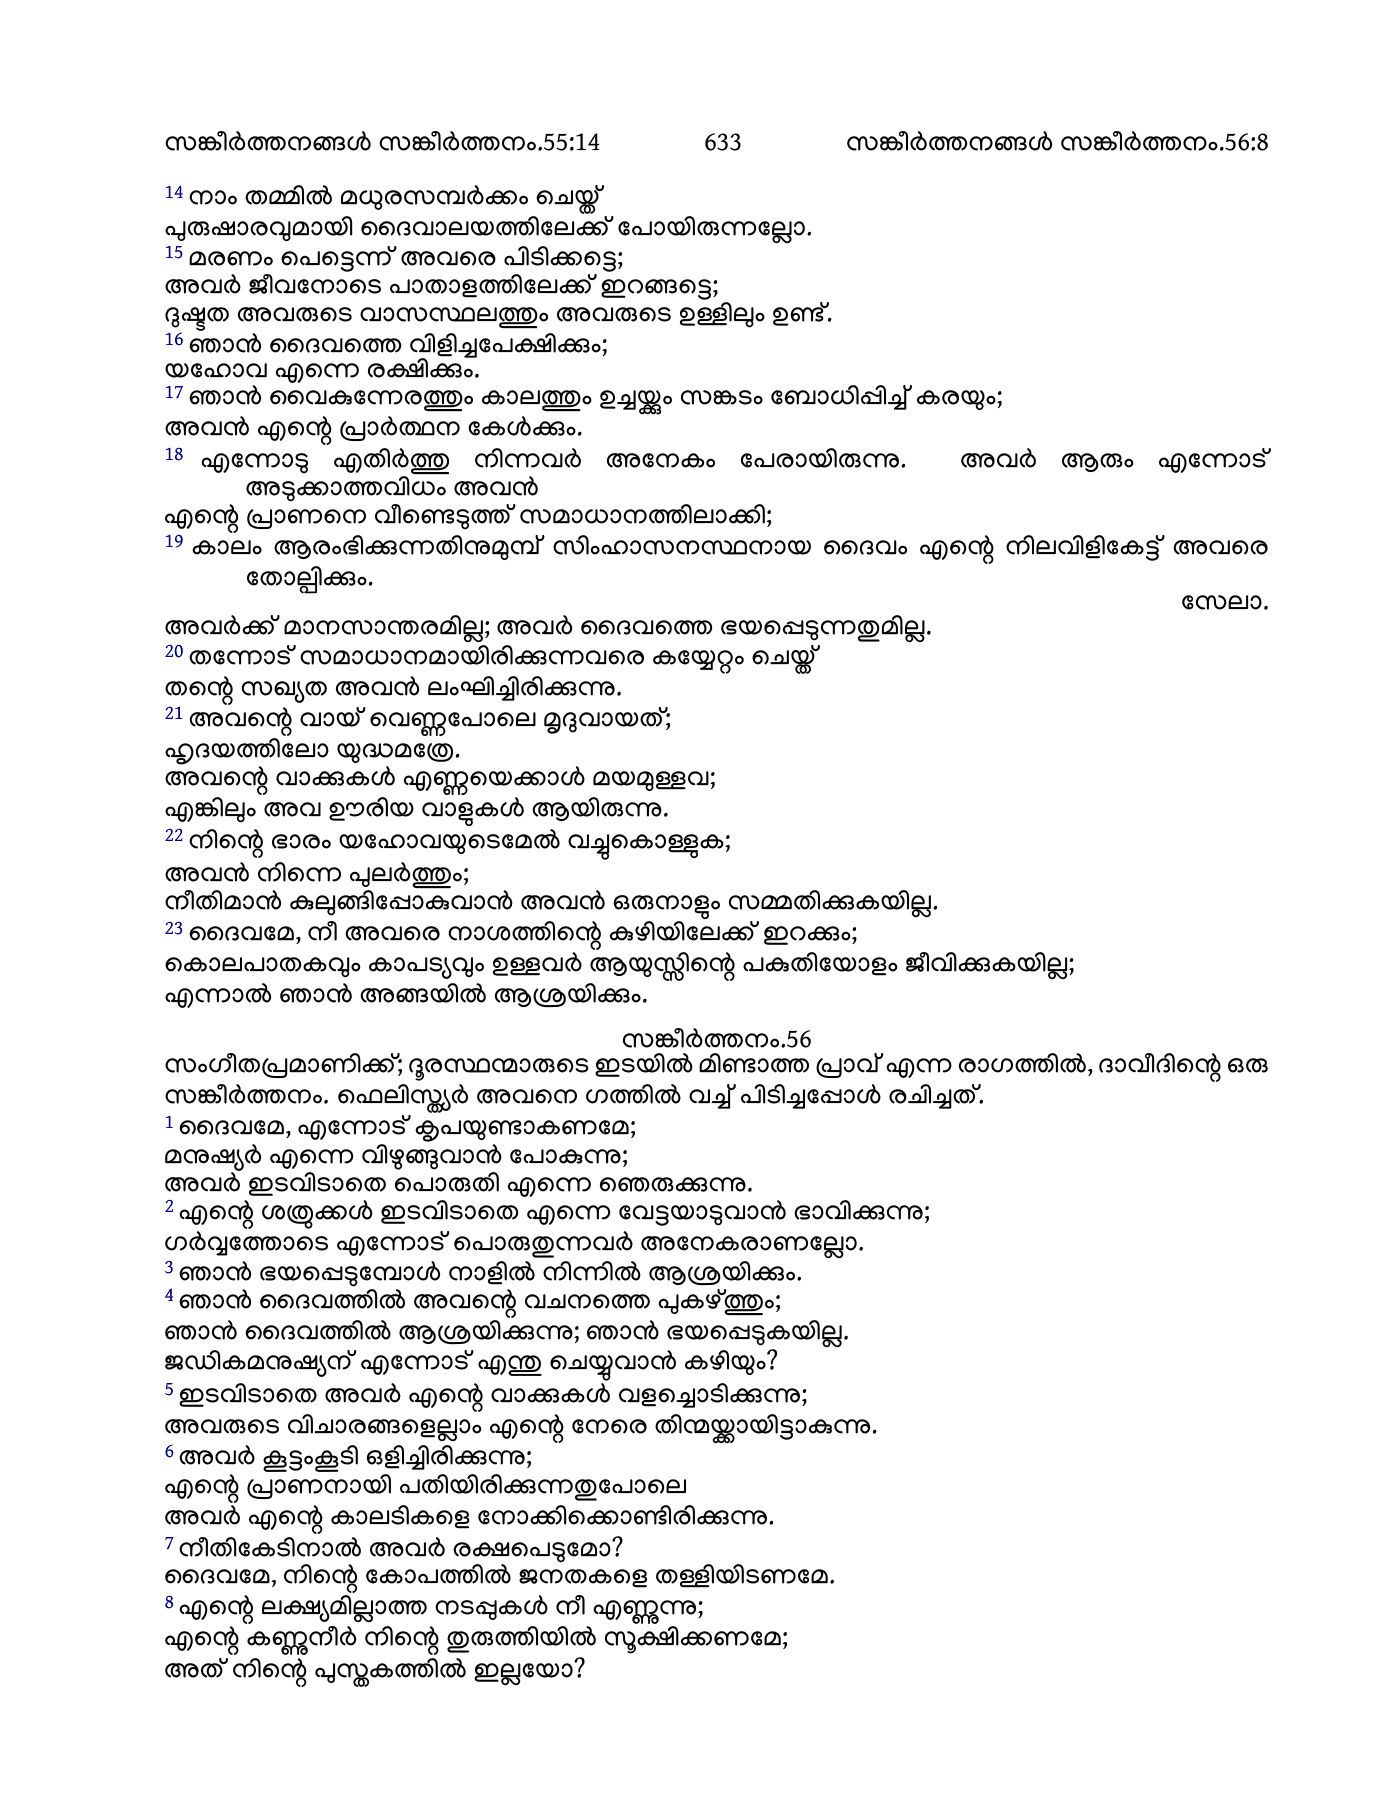 സങ്കീർത്തനങ്ങൾ സങ്കീർത്തനം.55:14 633 സങ്കീർത്തനങ്ങൾ സങ്കീർത്തനം.56:8
14 നാം തമ്മിൽ മധുരസമ്പർക്കം ചെയ്ത്
പുരുഷാരവുമായി ദൈവാലയത്തിലേക്ക് പോയിരുന്നല്ലോ.
15 മരണം പെട്ടെന്ന് അവരെ പിടിക്കട്ടെ;
അവർ ജീവനോടെ പാതാളത്തിലേക്ക് ഇറങ്ങട്ടെ;
ദുഷ്ടത അവരുടെ വാസസ്ഥലത്തും അവരുടെ ഉള്ളിലും ഉണ്ട്.
16 ഞാൻ ദൈവത്തെ വിളിച്ചപേക്ഷിക്കും;
യഹോവ എന്നെ രക്ഷിക്കും.
17 ഞാൻ വൈകുന്നേരത്തും കാലത്തും ഉച്ചയ്ക്കും സങ്കടം ബോധിപ്പിച്ച് കരയും;
അവൻ എന്റെ പ്രാർത്ഥന കേൾക്കും.
18 എന്നോടു എതിർത്തു നിന്നവർ അനേകം പേരായിരുന്നു. അവർ ആരും എന്നോട്
അടുക്കാത്തവിധം അവൻ
എന്റെ പ്രാണനെ വീണ്ടെടുത്ത് സമാധാനത്തിലാക്കി;
19 കാലം ആരംഭിക്കുന്നതിനുമുമ്പ് സിംഹാസനസ്ഥനായ ദൈവം എന്റെ നിലവിളികേട്ട് അവരെ
തോല്പിക്കും.
സേലാ.
അവർക്ക് മാനസാന്തരമില്ല; അവർ ദൈവത്തെ ഭയപ്പെടുന്നതുമില്ല.
20 തന്നോട് സമാധാനമായിരിക്കുന്നവരെ കയ്യേറ്റം ചെയ്ത്
തന്റെ സഖ്യത അവൻ ലംഘിച്ചിരിക്കുന്നു.
21 അവന്റെ വായ് വെണ്ണപോലെ മൃദുവായത്;
ഹൃദയത്തിലോ യുദ്ധമത്രേ.
അവന്റെ വാക്കുകൾ എണ്ണയെക്കാൾ മയമുള്ളവ;
എങ്കിലും അവ ഊരിയ വാളുകൾ ആയിരുന്നു.
22 നിന്റെ ഭാരം യഹോവയുടെമേൽ വച്ചുകൊള്ളുക;
അവൻ നിന്നെ പുലർത്തും;
നീതിമാൻ കുലുങ്ങിപ്പോകുവാൻ അവൻ ഒരുനാളും സമ്മതിക്കുകയില്ല.
23 ദൈവമേ, നീ അവരെ നാശത്തിന്റെ കുഴിയിലേക്ക് ഇറക്കും;
കൊലപാതകവും കാപട്യവും ഉള്ളവർ ആയുസ്സിന്റെ പകുതിയോളം ജീവിക്കുകയില്ല;
എന്നാൽ ഞാൻ അങ്ങയിൽ ആശ്രയിക്കും.
സങ്കീർത്തനം.56
സംഗീതപ്രമാണിക്ക്; ദൂരസ്ഥന്മാരുടെ ഇടയിൽ മിണ്ടാത്ത പ്രാവ് എന്ന രാഗത്തിൽ, ദാവീദിന്റെ ഒരു
സങ്കീർത്തനം. ഫെലിസ്ത്യർ അവനെ ഗത്തിൽ വച്ച് പിടിച്ചപ്പോൾ രചിച്ചത്.
1 ദൈവമേ, എന്നോട് കൃപയുണ്ടാകണമേ;
മനുഷ്യർ എന്നെ വിഴുങ്ങുവാൻ പോകുന്നു;
അവർ ഇടവിടാതെ പൊരുതി എന്നെ ഞെരുക്കുന്നു.
2 എന്റെ ശത്രുക്കൾ ഇടവിടാതെ എന്നെ വേട്ടയാടുവാൻ ഭാവിക്കുന്നു;
ഗർവ്വത്തോടെ എന്നോട് പൊരുതുന്നവർ അനേകരാണല്ലോ.
3 ഞാൻ ഭയപ്പെടുമ്പോൾ നാളിൽ നിന്നിൽ ആശ്രയിക്കും.
4 ഞാൻ ദൈവത്തിൽ അവന്റെ വചനത്തെ പുകഴ്ത്തും;
ഞാൻ ദൈവത്തിൽ ആശ്രയിക്കുന്നു; ഞാൻ ഭയപ്പെടുകയില്ല.
ജഡികമനുഷ്യന് എന്നോട് എന്തു ചെയ്യുവാൻ കഴിയും?
5 ഇടവിടാതെ അവർ എന്റെ വാക്കുകൾ വളച്ചൊടിക്കുന്നു;
അവരുടെ വിചാരങ്ങളെല്ലാം എന്റെ നേരെ തിന്മയ്ക്കായിട്ടാകുന്നു.
6 അവർ കൂട്ടംകൂടി ഒളിച്ചിരിക്കുന്നു;
എന്റെ പ്രാണനായി പതിയിരിക്കുന്നതുപോലെ
അവർ എന്റെ കാലടികളെ നോക്കിക്കൊണ്ടിരിക്കുന്നു.
7 നീതികേടിനാൽ അവർ രക്ഷപെടുമോ?
ദൈവമേ, നിന്റെ കോപത്തിൽ ജനതകളെ തള്ളിയിടണമേ.
8 എന്റെ ലക്ഷ്യമില്ലാത്ത നടപ്പുകൾ നീ എണ്ണുന്നു;
എന്റെ കണ്ണുനീർ നിന്റെ തുരുത്തിയിൽ സൂക്ഷിക്കണമേ;
അത് നിന്റെ പുസ്തകത്തിൽ ഇല്ലയോ?